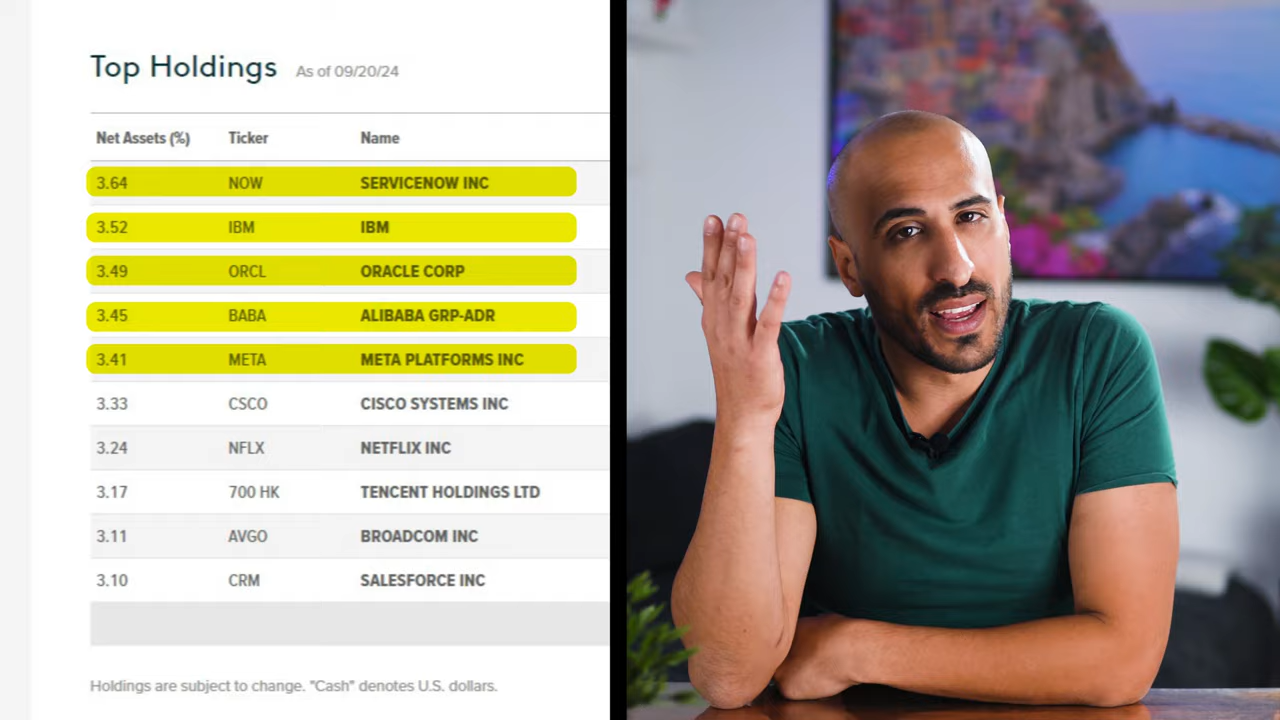 Top Holdings As of 09/20/24
Net Assets (%) Ticker Name
3.64 NOW SERVICENOW INC
3.52 IBM IBM
3.49 ORCL ORACLE CORP
3.45 BABA ALIBABA GRP-ADR
3.41 META META PLATFORMS INC
3.33 CSCO CISCO SYSTEMS INC
3.24 NFLX NETFLIX INC
3.17 700 HK TENCENT HOLDINGS LTD
3.11 AVGO BROADCOM INC
3.10 CRM SALESFORCE INC
Holdings are subject to change. "Cash" denotes U.S. dollars.